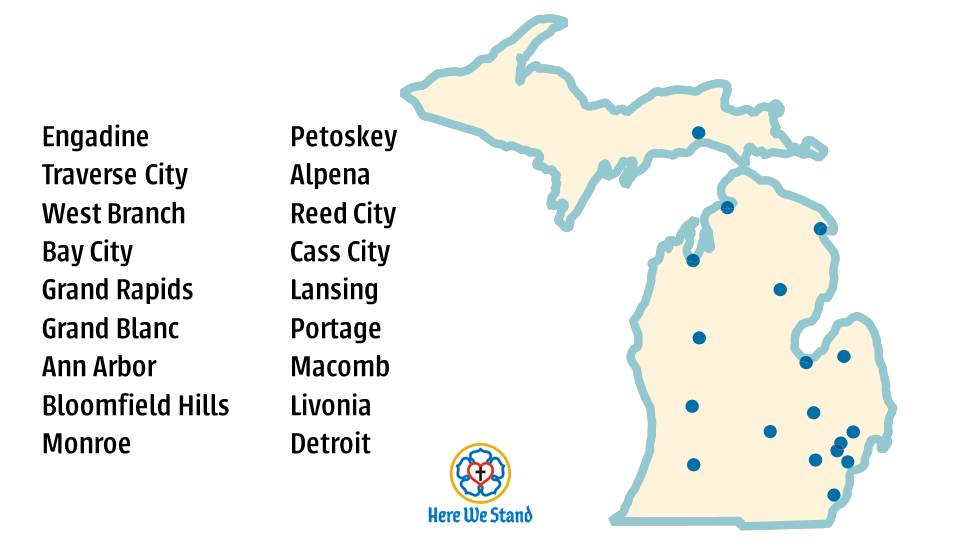 Engadine
Traverse City
West Branch
Bay City
Grand Rapids
Grand Blanc
Ann Arbor
Bloomfield Hills
Monroe
Petoskey
Alpena
Reed City
Cass City
Lansing
Portage
Macomb
Livonia
Detroit
Here We Stand